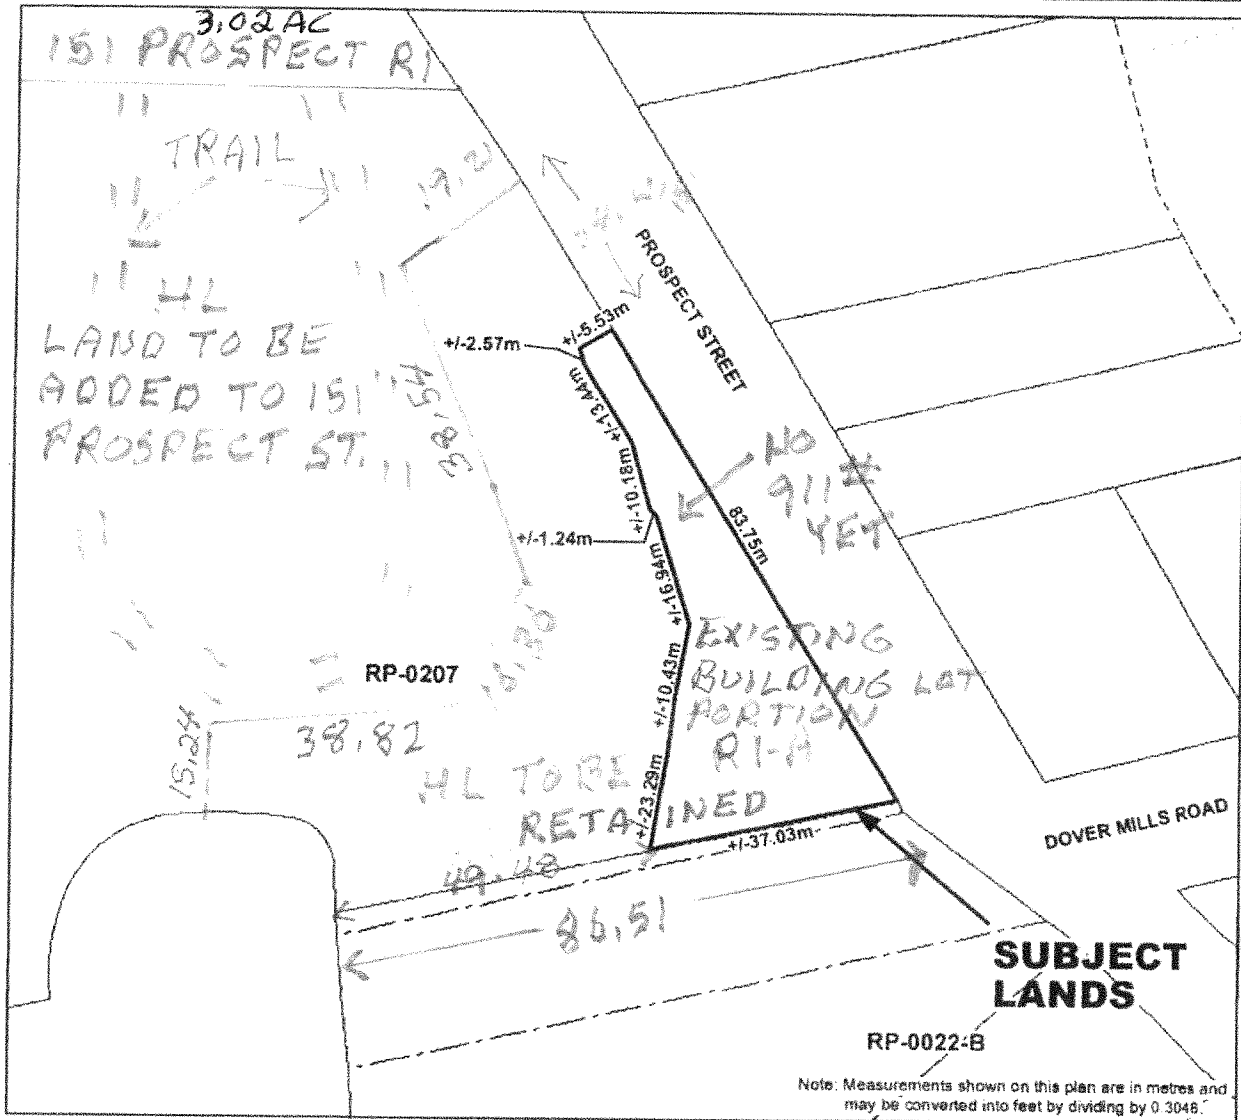 3.02 AC
151 PROSPECT R1
TRAIL
19.2
PROSPECT STREET
+/-5.53m
+/-2.57m
+/-13.44m
HL
LAND TO BE
ADDED TO 151
PROSPECT ST.
38.54
+/-10.18m
+/-1.24m
NO
911 #
YET
83.75m
+/-16.94m
EXISTING
BUILDING LOT
PORTION
R1-A
+/-10.43m
RP-0207
18.30
38.82
15.24
HL TO BE
RETAINED
+/-23.29m
+/-37.03m
49.48
86.51
DOVER MILLS ROAD
SUBJECT
LANDS
RP-0022-B
Note: Measurements shown on this plan are in metres and
may be converted into feet by dividing by 0.3048.